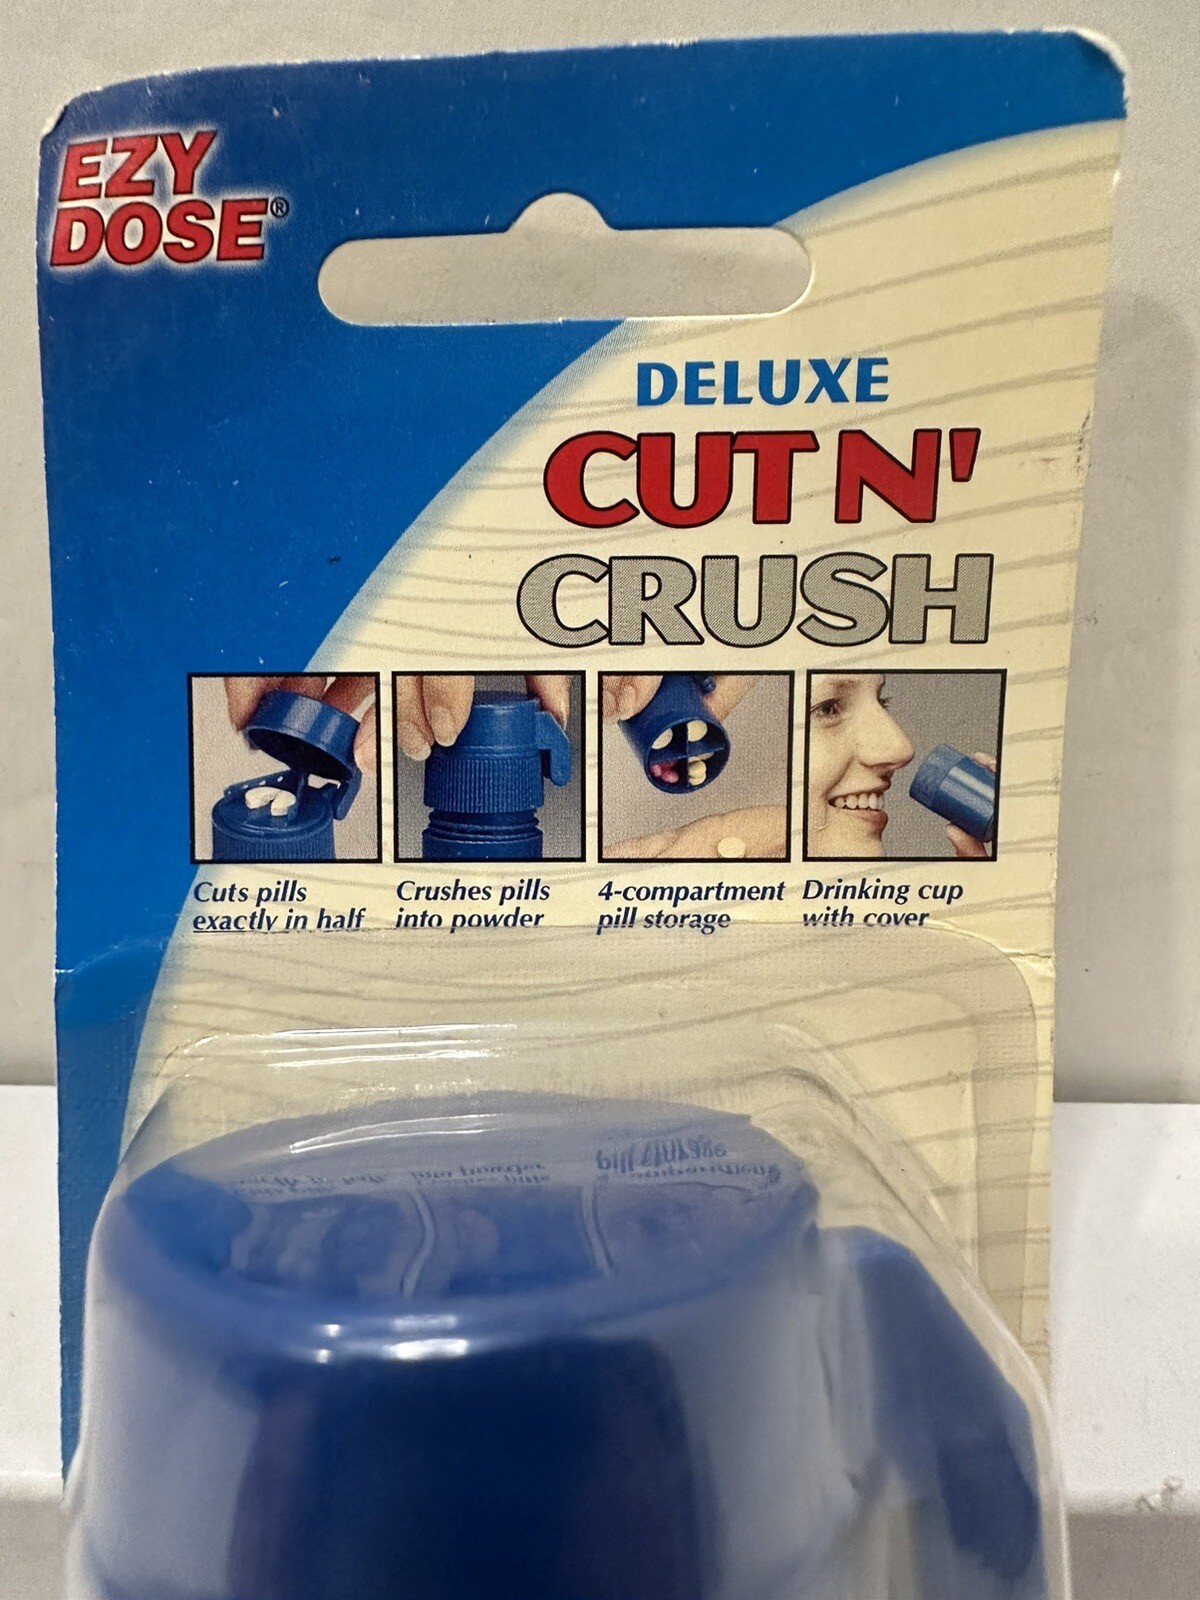 EZY
DOSE®
DELUXE
CUT N'
CRUSH
Cuts pills
exactly in half
Crushes pills
into powder
4-compartment
pill storage
Drinking cup
with cover